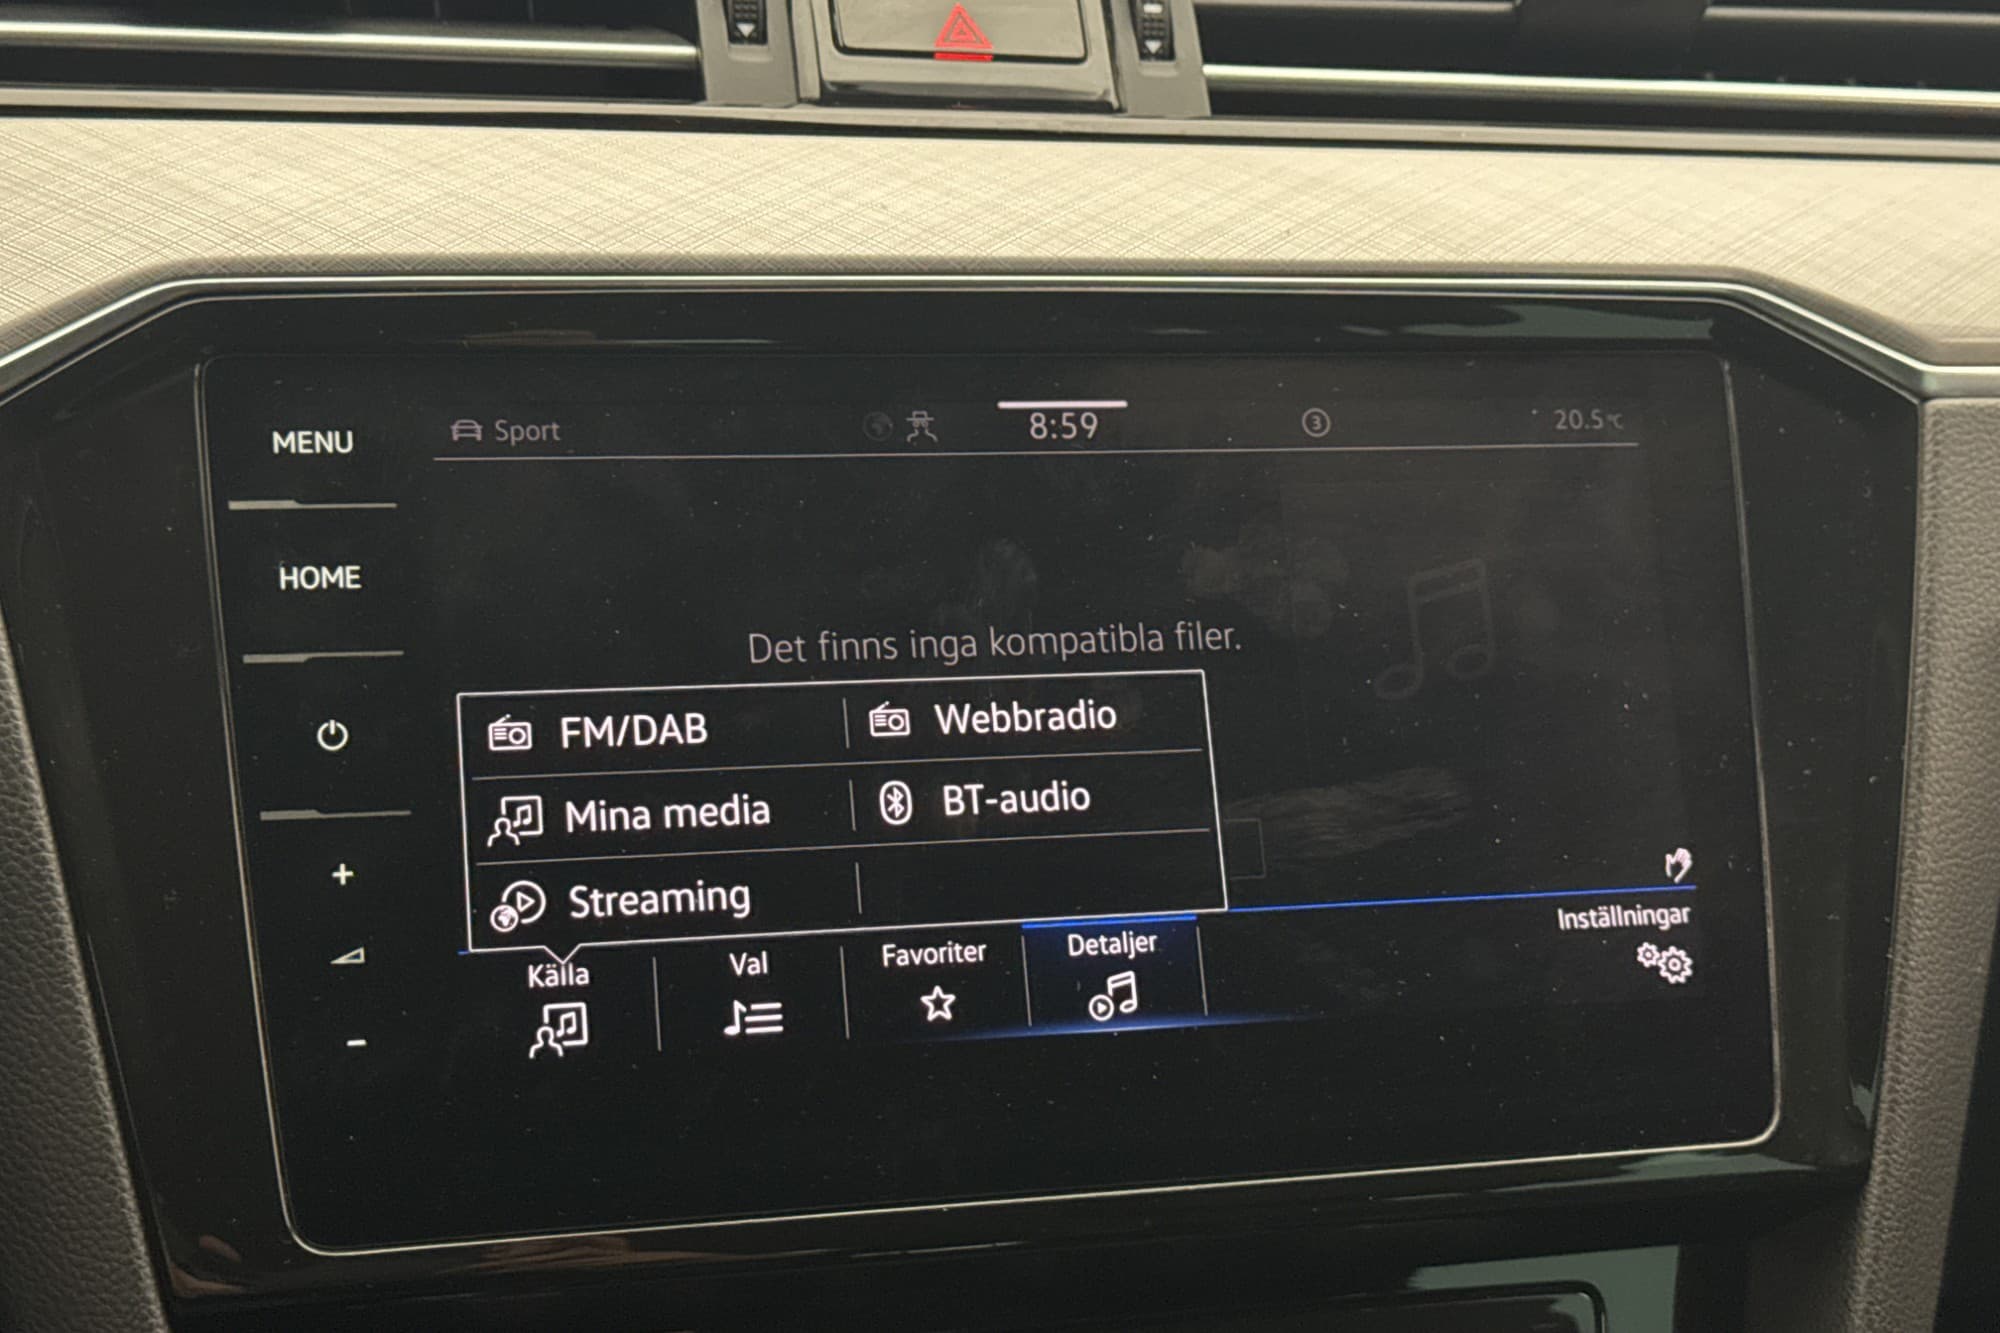 MENU
Sport
8:59
3
20.5°C
HOME
Det finns inga kompatibla filer.
FM/DAB
Webbradio
Mina media
BT-audio
Streaming
Källa
Val
Favoriter
Detaljer
Inställningar
+
-